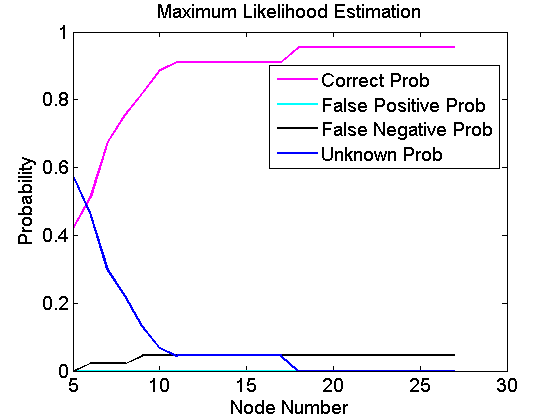 Maximum Likelihood Estimation
1
0.8
0.6
0.4
0.2
0
Probability
Correct Prob
False Positive Prob
False Negative Prob
Unknown Prob
5 10 15 20 25 30
Node Number